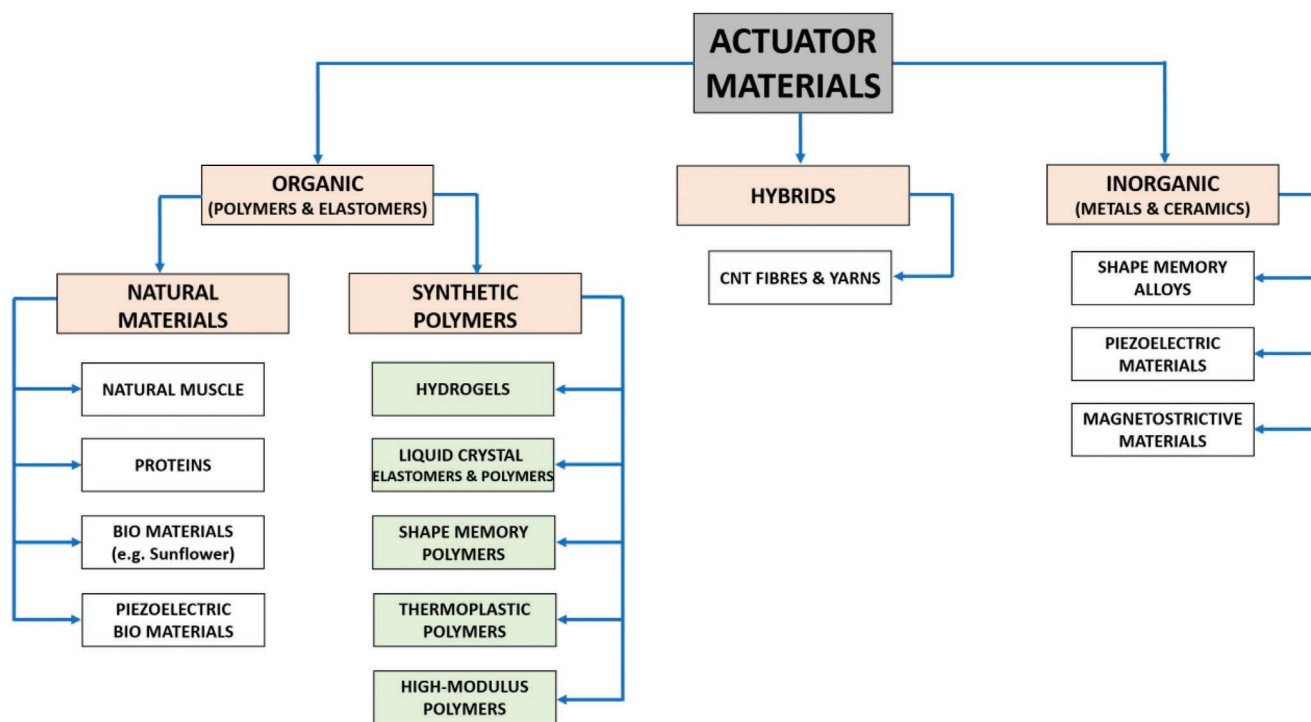 ACTUATOR
MATERIALS
ORGANIC
(POLYMERS & ELASTOMERS)
HYBRIDS
INORGANIC
(METALS & CERAMICS)
NATURAL
MATERIALS
NATURAL MUSCLE
PROTEINS
BIO MATERIALS
(e.g. Sunflower)
PIEZOELECTRIC
BIO MATERIALS
SYNTHETIC
POLYMERS
HYDROGELS
LIQUID CRYSTAL
ELASTOMERS & POLYMERS
SHAPE MEMORY
POLYMERS
THERMOPLASTIC
POLYMERS
HIGH-MODULUS
POLYMERS
CNT FIBRES & YARNS
SHAPE MEMORY
ALLOYS
PIEZOELECTRIC
MATERIALS
MAGNETOSTRICTIVE
MATERIALS